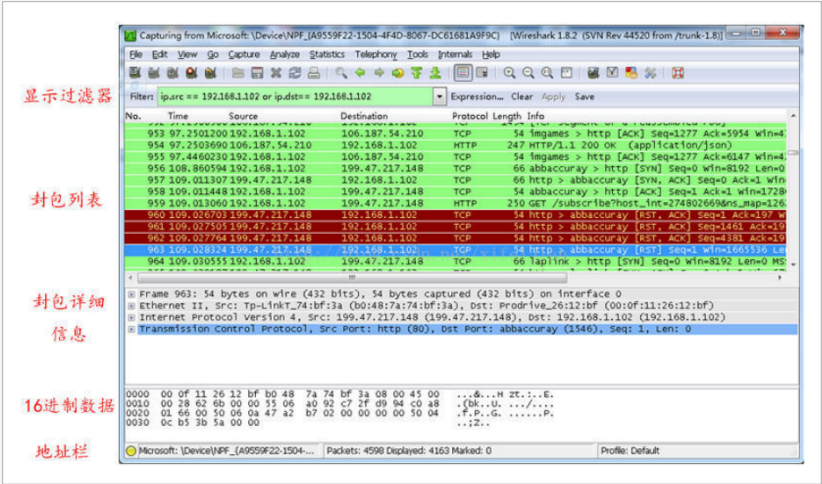 Capturing from Microsoft: \Device\NPF_{A9559F22-1504-4F4D-8067-DC61681A9F9C} [Wireshark 1.8.2 (SVN Rev 44520 from /trunk-1.8)]
File Edit View Go Capture Analyze Statistics Telephony Tools Internals Help
显示过滤器
Filter: ip.src == 192.168.1.102 or ip.dst== 192.168.1.102 Expression... Clear Apply Save
No. Time Source Destination Protocol Length Info
953 97.2501200 192.168.1.102 106.187.54.210 TCP 54 imgames > http [ACK] Seq=1277 Ack=5954 Win=4
954 97.2503690 106.187.54.210 192.168.1.102 HTTP 247 HTTP/1.1 200 OK (application/json)
955 97.4460230 192.168.1.102 106.187.54.210 TCP 54 imgames > http [ACK] Seq=1277 Ack=6147 Win=4
956 108.860594 192.168.1.102 199.47.217.148 TCP 66 abbaccuray > http [SYN] Seq=0 Win=8192 Len=0
957 109.011307 199.47.217.148 192.168.1.102 TCP 66 http > abbaccuray [SYN, ACK] Seq=0 Ack=1 Win
958 109.011448 192.168.1.102 199.47.217.148 TCP 54 abbaccuray > http [ACK] Seq=1 Ack=1 Win=1728
959 109.013060 192.168.1.102 199.47.217.148 HTTP 250 GET /subscribe?host_int=274802669&ns_map=126
封包列表
960 109.026703 199.47.217.148 192.168.1.102 TCP 54 http > abbaccuray [RST, ACK] Seq=1 Ack=197 W
961 109.027505 199.47.217.148 192.168.1.102 TCP 54 http > abbaccuray [RST, ACK] Seq=1461 Ack=19
962 109.027764 199.47.217.148 192.168.1.102 TCP 54 http > abbaccuray [RST, ACK] Seq=4381 Ack=19
963 109.028324 199.47.217.148 192.168.1.102 TCP 54 http > abbaccuray [RST] Seq=1 Win=1665536 Le
964 109.030555 192.168.1.102 199.47.217.148 TCP 66 laplink > http [SYN] Seq=0 Win=8192 Len=0 MS
封包详细
信息
Frame 963: 54 bytes on wire (432 bits), 54 bytes captured (432 bits) on interface 0
Ethernet II, Src: Tp-LinkT_74:bf:3a (b0:48:7a:74:bf:3a), Dst: Prodrive_26:12:bf (00:0f:11:26:12:bf)
Internet Protocol Version 4, Src: 199.47.217.148 (199.47.217.148), Dst: 192.168.1.102 (192.168.1.102)
Transmission Control Protocol, Src Port: http (80), Dst Port: abbaccuray (1546), Seq: 1, Len: 0
16进制数据
0000 00 0f 11 26 12 bf b0 48 7a 74 bf 3a 08 00 45 00 ...&...H zt.:..E.
0010 00 28 62 6b 00 00 55 06 a0 92 c7 2f d9 94 c0 a8 .(bk..U. .../....
0020 01 66 00 50 06 0a 47 a2 b7 02 00 00 00 00 50 04 .f.P..G. ......P.
0030 0c b5 3b 5a 00 00 ..;Z..
地址栏
Microsoft: \Device\NPF_{A9559F22-1504-... Packets: 4598 Displayed: 4163 Marked: 0 Profile: Default